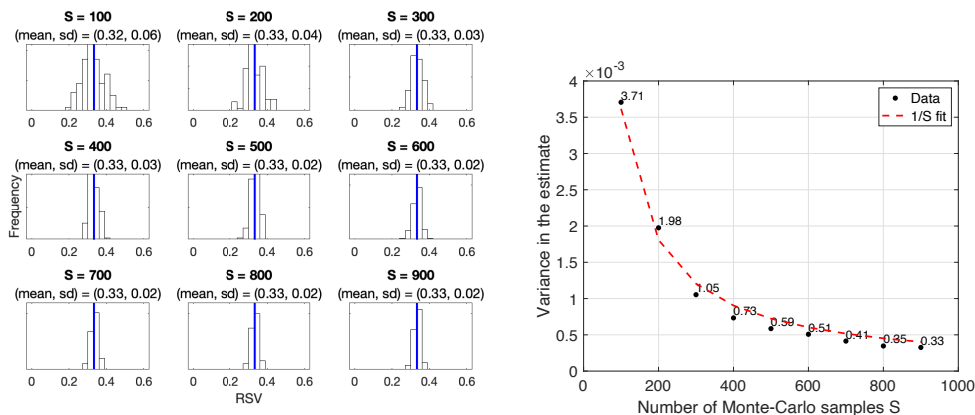 S = 100
(mean, sd) = (0.32, 0.06)
0 0.2 0.4 0.6
S = 200
(mean, sd) = (0.33, 0.04)
0 0.2 0.4 0.6
S = 300
(mean, sd) = (0.33, 0.03)
0 0.2 0.4 0.6
S = 400
(mean, sd) = (0.33, 0.03)
0 0.2 0.4 0.6
S = 500
(mean, sd) = (0.33, 0.02)
0 0.2 0.4 0.6
S = 600
(mean, sd) = (0.33, 0.02)
0 0.2 0.4 0.6
S = 700
(mean, sd) = (0.33, 0.02)
0 0.2 0.4 0.6
S = 800
(mean, sd) = (0.33, 0.02)
0 0.2 0.4 0.6
S = 900
(mean, sd) = (0.33, 0.02)
0 0.2 0.4 0.6
Frequency
RSV
×10⁻³
4
3.5
3
2.5
2
1.5
1
0.5
0
Variance in the estimate
3.71
1.98
1.05
0.73
0.59
0.51
0.41
0.35
0.33
Data
1/S fit
0 200 400 600 800 1000
Number of Monte-Carlo samples S